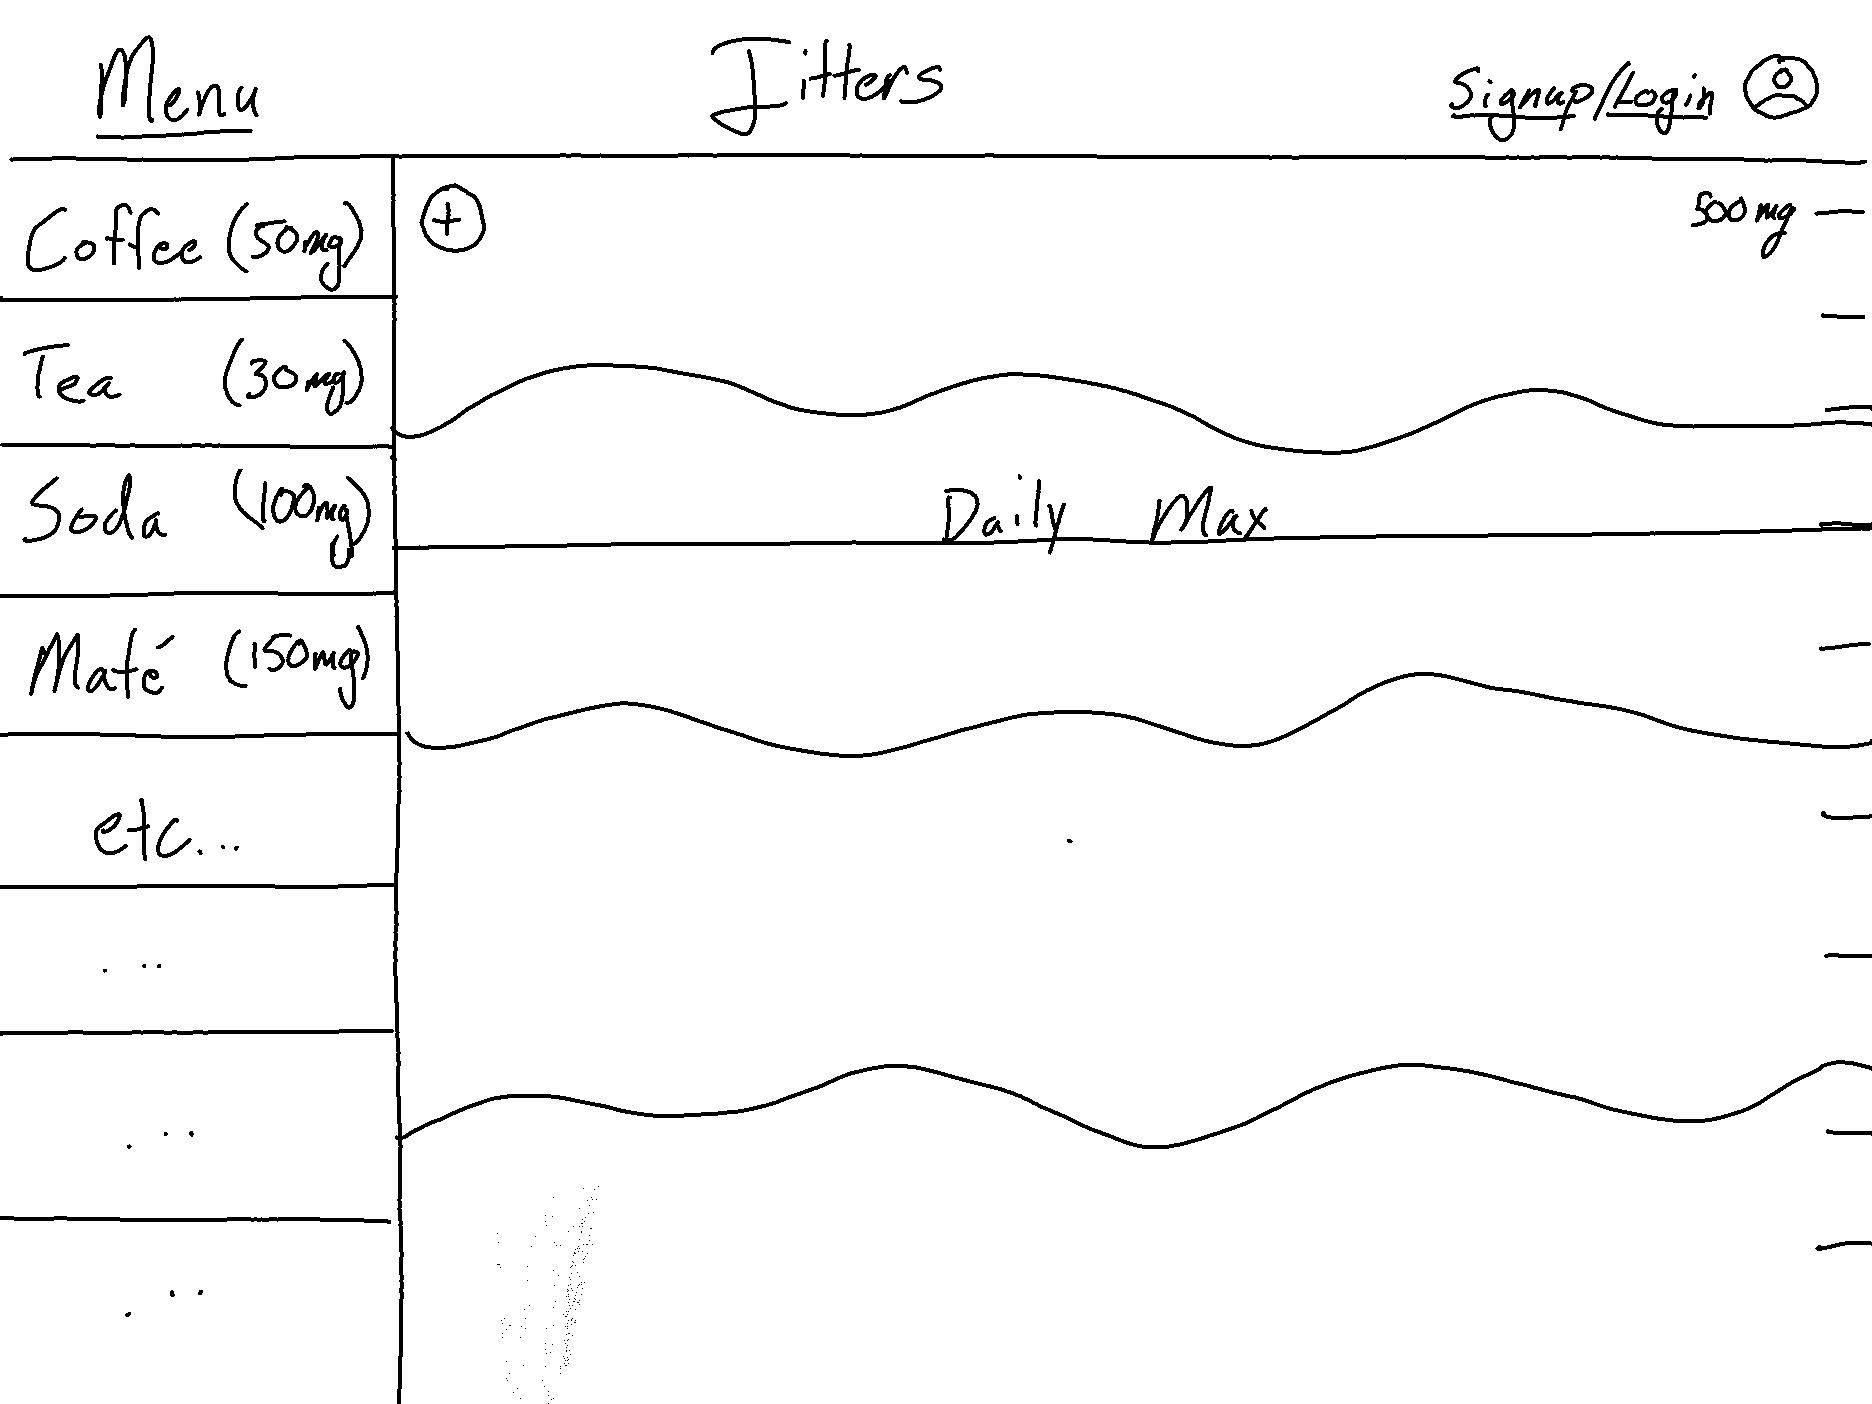 Menu
Jitters
Signup/Login
Coffee (50mg)
+
500mg
Tea (30mg)
Soda (100mg)
Daily Max
Maté (150mg)
etc...
...
...
...